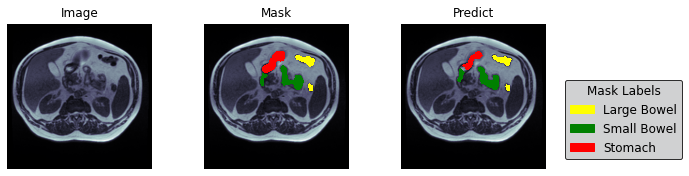 Image
Mask
Predict
Mask Labels
Large Bowel
Small Bowel
Stomach